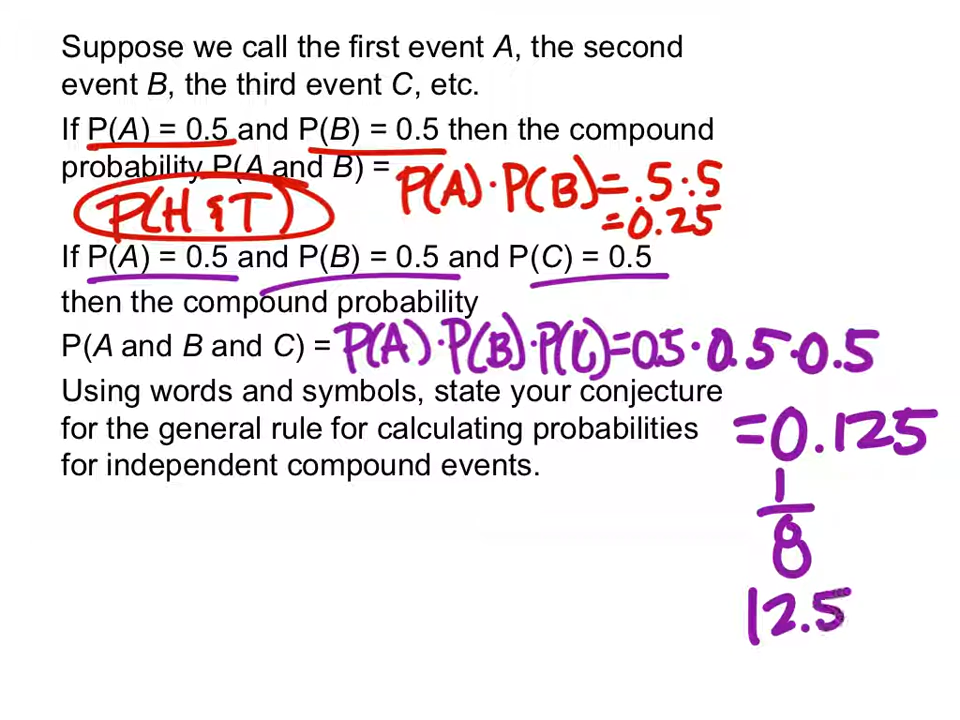 Suppose we call the first event A, the second
event B, the third event C, etc.
If P(A) = 0.5 and P(B) = 0.5 then the compound
probability P(A and B) = P(A)·P(B)=.5·.5
P(H & T) =0.25
If P(A) = 0.5 and P(B) = 0.5 and P(C) = 0.5
then the compound probability
P(A and B and C) = P(A)·P(B)·P(C)=0.5·0.5·0.5
Using words and symbols, state your conjecture
for the general rule for calculating probabilities
=0.125
for independent compound events.
1
8
12.5